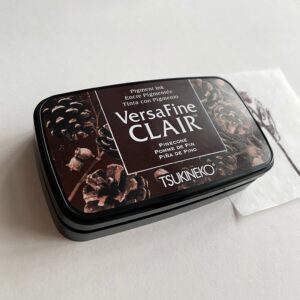 Pigment Ink
Encre Pigmentée
Tinta con Pigmento
VersaFine
CLAIR
Pinecone
Pomme de Pin
Piña de Pino
TSUKINEKO®